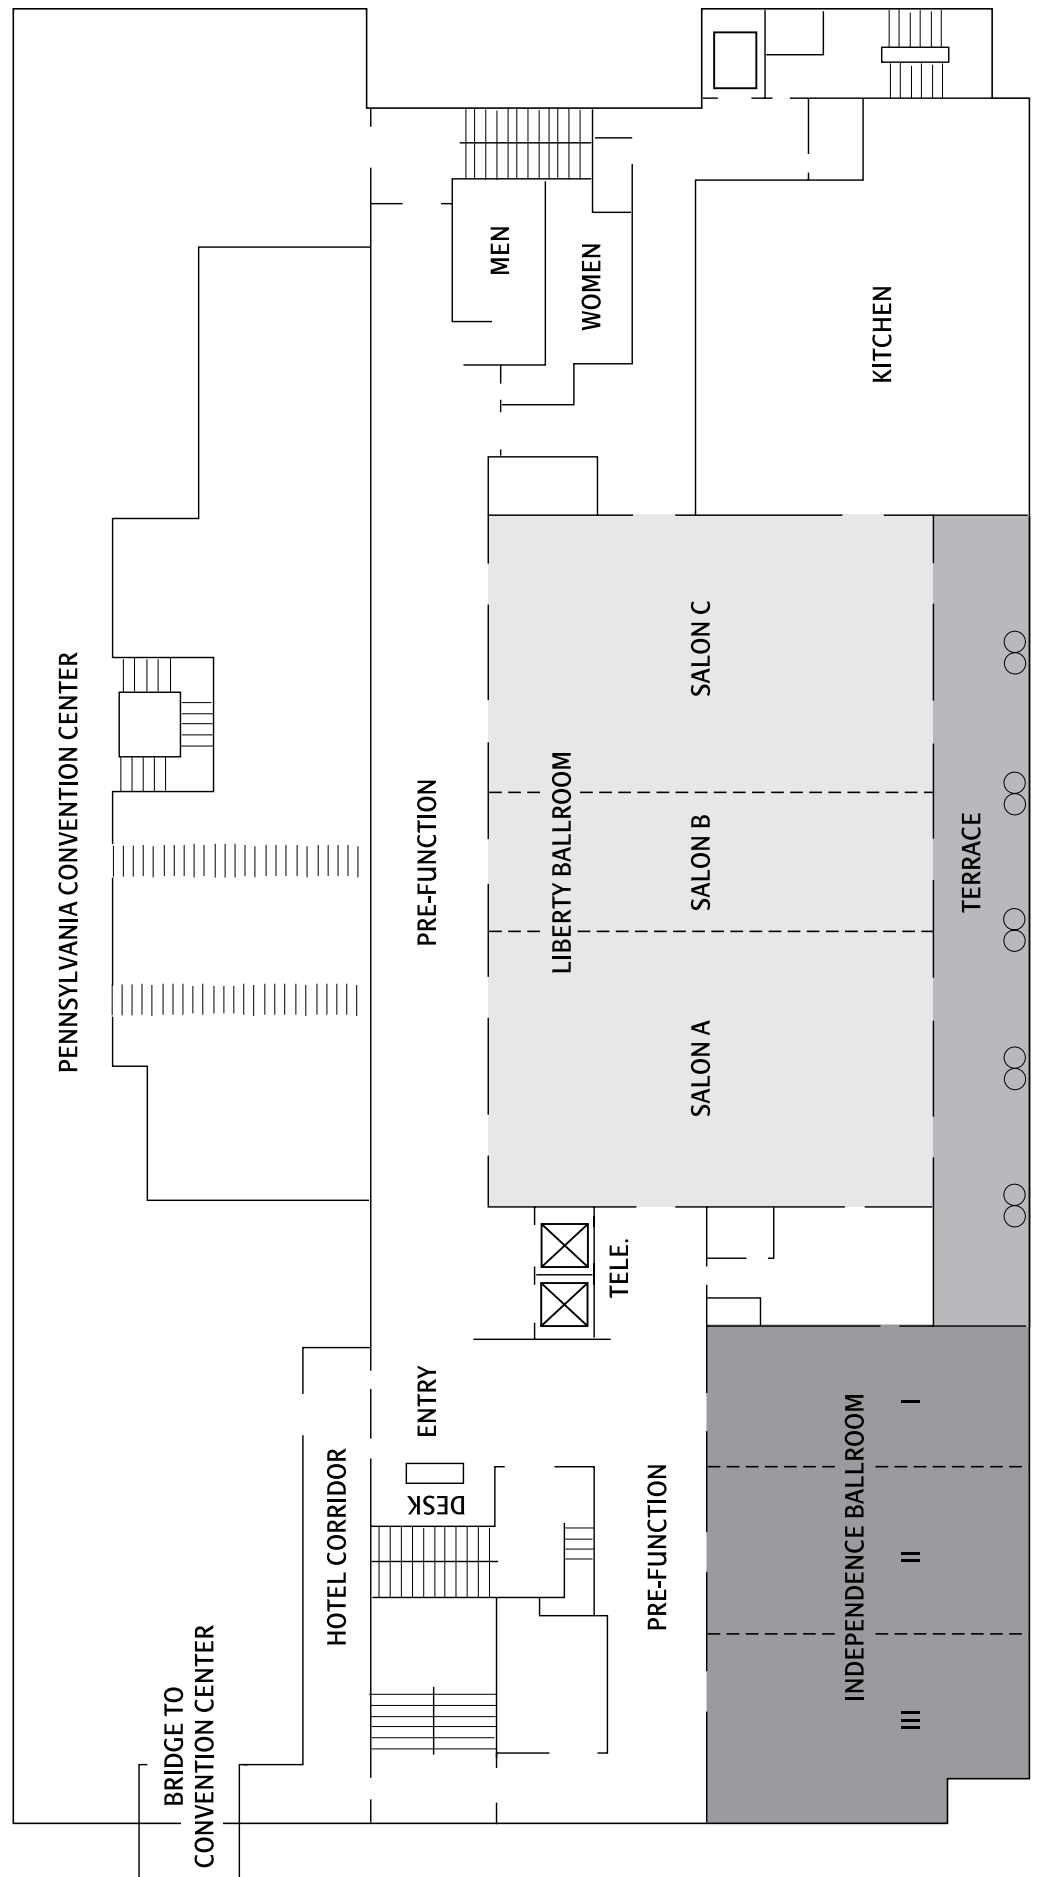 PENNSYLVANIA CONVENTION CENTER
BRIDGE TO
CONVENTION CENTER
HOTEL CORRIDOR
PRE-FUNCTION
ENTRY
DESK
MEN
WOMEN
LIBERTY BALLROOM
SALON A
SALON B
SALON C
TELE.
PRE-FUNCTION
KITCHEN
TERRACE
INDEPENDENCE BALLROOM
I
II
III